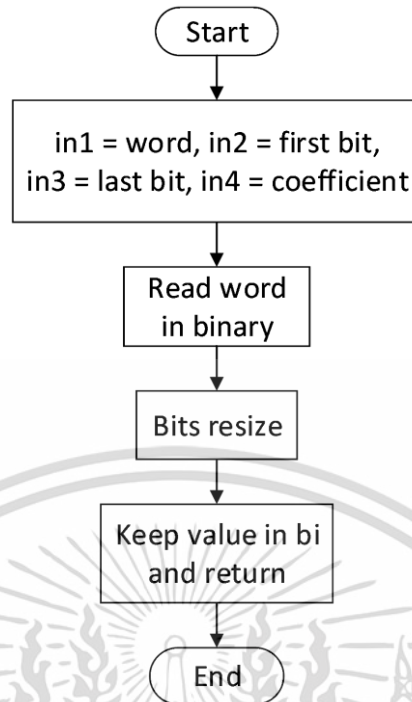 Start
in1 = word, in2 = first bit,
in3 = last bit, in4 = coefficient
Read word
in binary
Bits resize
Keep value in bi
and return
End